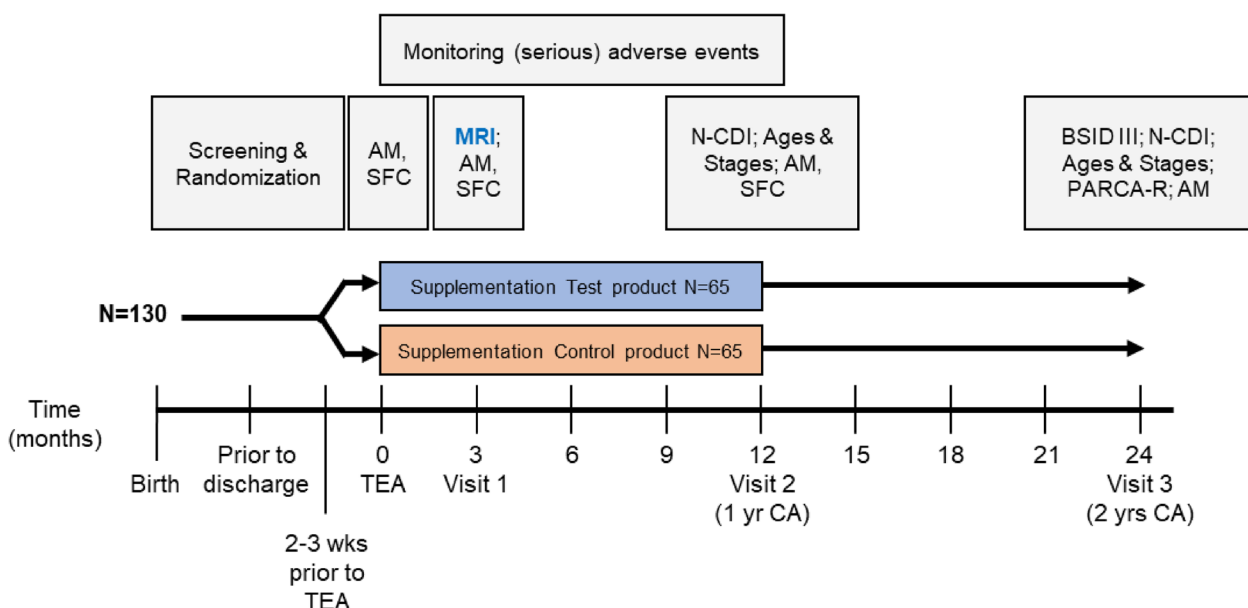 Monitoring (serious) adverse events
Screening &
Randomization
AM,
SFC
MRI;
AM,
SFC
N-CDI; Ages &
Stages; AM,
SFC
BSID III; N-CDI;
Ages & Stages;
PARCA-R; AM
N=130
Supplementation Test product N=65
Supplementation Control product N=65
Time
(months)
Birth
Prior to
discharge
2-3 wks
prior to
TEA
0
TEA
3
Visit 1
6
9
12
Visit 2
(1 yr CA)
15
18
21
24
Visit 3
(2 yrs CA)